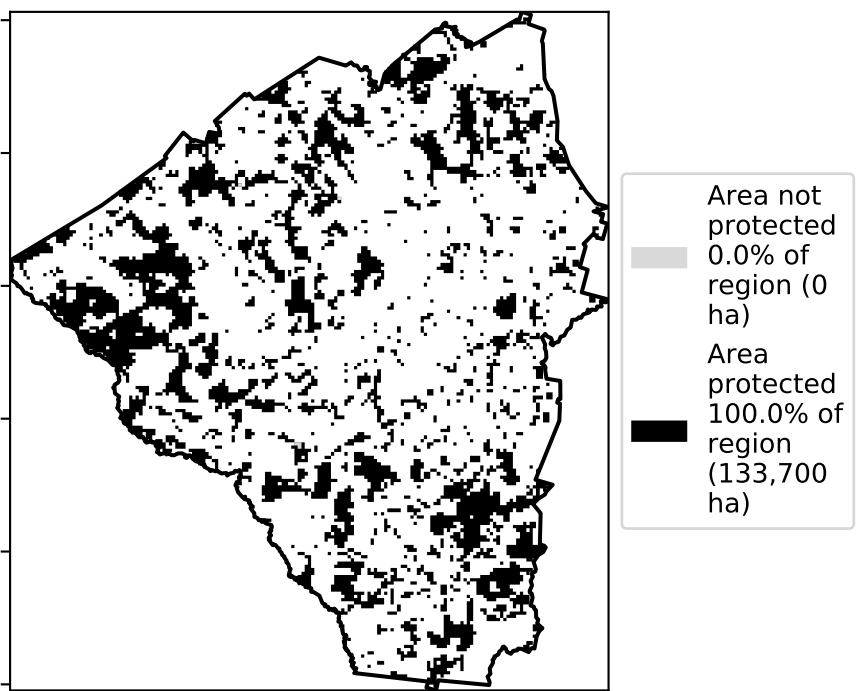 Area not
protected
0.0% of
region (0
ha)
Area
protected
100.0% of
region
(133,700
ha)